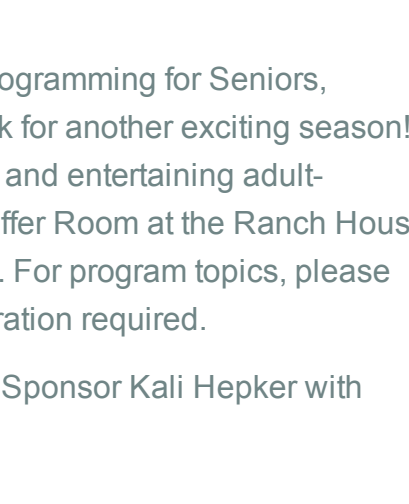 ogramming for Seniors,
k for another exciting season!
and entertaining adult-
ffer Room at the Ranch Hous
. For program topics, please
ration required.
Sponsor Kali Hepker with